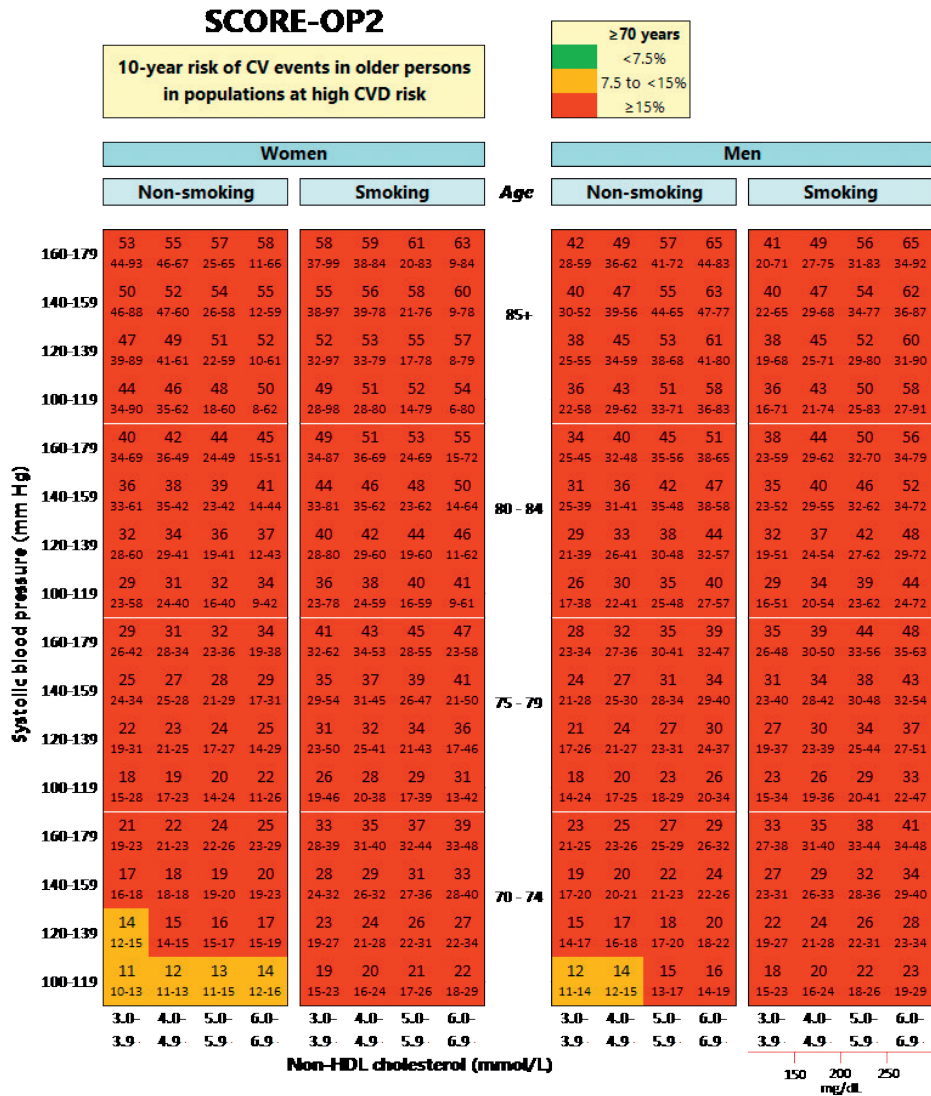 SCORE-OP2
10-year risk of CV events in older persons
in populations at high CVD risk
≥70 years
<7.5%
7.5 to <15%
≥15%
Women Men
Non-smoking Smoking Age Non-smoking Smoking
Systolic blood pressure (mm Hg)
160-179 53 55 57 58 58 59 61 63 42 49 57 65 41 49 56 65
44-93 46-67 25-65 11-66 37-99 38-84 20-83 9-84 28-59 36-62 41-72 44-83 20-71 27-75 31-83 34-92
140-159 50 52 54 55 55 56 58 60 40 47 55 63 40 47 54 62
46-88 47-60 26-58 12-59 38-97 39-78 21-76 9-78 85+ 30-52 39-56 44-65 47-77 22-65 29-68 34-77 36-87
120-139 47 49 51 52 52 53 55 57 38 45 53 61 38 45 52 60
39-89 41-61 22-59 10-61 32-97 33-79 17-78 8-79 25-55 34-59 38-68 41-80 19-68 25-71 29-80 31-90
100-119 44 46 48 50 49 51 52 54 36 43 51 58 36 43 50 58
34-90 35-62 18-60 8-62 28-98 28-80 14-79 6-80 22-58 29-62 33-71 36-83 16-71 21-74 25-83 27-91
160-179 40 42 44 45 49 51 53 55 34 40 45 51 38 44 50 56
34-69 36-49 24-49 15-51 34-87 36-69 24-69 15-72 25-45 32-48 35-56 38-65 23-59 29-62 32-70 34-79
140-159 36 38 39 41 44 46 48 50 31 36 42 47 35 40 46 52
33-61 35-42 23-42 14-44 33-81 35-62 23-62 14-64 80 - 84 25-39 31-41 35-48 38-58 23-52 29-55 32-62 34-72
120-139 32 34 36 37 40 42 44 46 29 33 38 44 32 37 42 48
28-60 29-41 19-41 12-43 28-80 29-60 19-60 11-62 21-39 26-41 30-48 32-57 19-51 24-54 27-62 29-72
100-119 29 31 32 34 36 38 40 41 26 30 35 40 29 34 39 44
23-58 24-40 16-40 9-42 23-78 24-59 16-59 9-61 17-38 22-41 25-48 27-57 16-51 20-54 23-62 24-72
160-179 29 31 32 34 41 43 45 47 28 32 35 39 35 39 44 48
26-42 28-34 23-36 19-38 32-62 34-53 28-55 23-58 23-34 27-36 30-41 32-47 26-48 30-50 33-56 35-63
140-159 25 27 28 29 35 37 39 41 24 27 31 34 31 34 38 43
24-34 25-28 21-29 17-31 29-54 31-45 26-47 21-50 75 - 79 21-28 25-30 28-34 29-40 23-40 28-42 30-48 32-54
120-139 22 23 24 25 31 32 34 36 21 24 27 30 27 30 34 37
19-31 21-25 17-27 14-29 23-50 25-41 21-43 17-46 17-26 21-27 23-31 24-37 19-37 23-39 25-44 27-51
100-119 18 19 20 22 26 28 29 31 18 20 23 26 23 26 29 33
15-28 17-23 14-24 11-26 19-46 20-38 17-39 13-42 14-24 17-25 18-29 20-34 15-34 19-36 20-41 22-47
160-179 21 22 24 25 33 35 37 39 23 25 27 29 33 35 38 41
19-23 21-23 22-26 23-29 28-39 31-40 32-44 33-48 21-25 23-26 25-29 26-32 27-38 31-40 33-44 34-48
140-159 17 18 19 20 28 29 31 33 19 20 22 24 27 29 32 34
16-18 18-18 19-20 19-23 24-32 26-32 27-36 28-40 70 - 74 17-20 20-21 21-23 22-26 23-31 26-33 28-36 29-40
120-139 14 15 16 17 23 24 26 27 15 17 18 20 22 24 26 28
12-15 14-15 15-17 15-19 19-27 21-28 22-31 22-34 14-17 16-18 17-20 18-22 19-27 21-28 22-31 23-34
100-119 11 12 13 14 19 20 21 22 12 14 15 16 18 20 22 23
10-13 11-13 11-15 12-16 15-23 16-24 17-26 18-29 11-14 12-15 13-17 14-19 15-23 16-24 18-26 19-29
3.0- 4.0- 5.0- 6.0- 3.0- 4.0- 5.0- 6.0- 3.0- 4.0- 5.0- 6.0- 3.0- 4.0- 5.0- 6.0-
3.9 4.9 5.9 6.9 3.9 4.9 5.9 6.9 3.9 4.9 5.9 6.9 3.9 4.9 5.9 6.9
Non-HDL cholesterol (mmol/L)
150 200 250
mg/dL